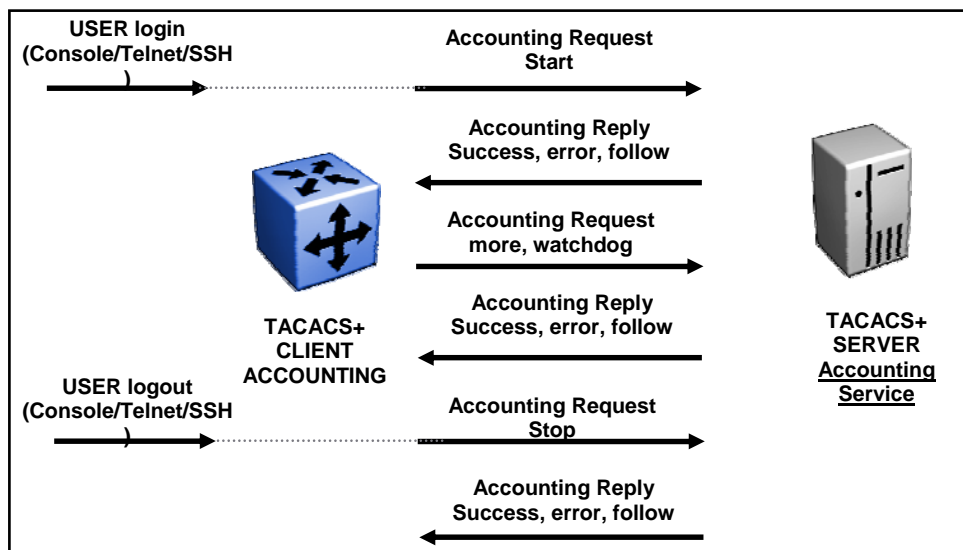 USER login
(Console/Telnet/SSH
)
Accounting Request
Start
Accounting Reply
Success, error, follow
Accounting Request
more, watchdog
Accounting Reply
Success, error, follow
TACACS+
CLIENT
ACCOUNTING
TACACS+
SERVER
Accounting
Service
USER logout
(Console/Telnet/SSH
)
Accounting Request
Stop
Accounting Reply
Success, error, follow